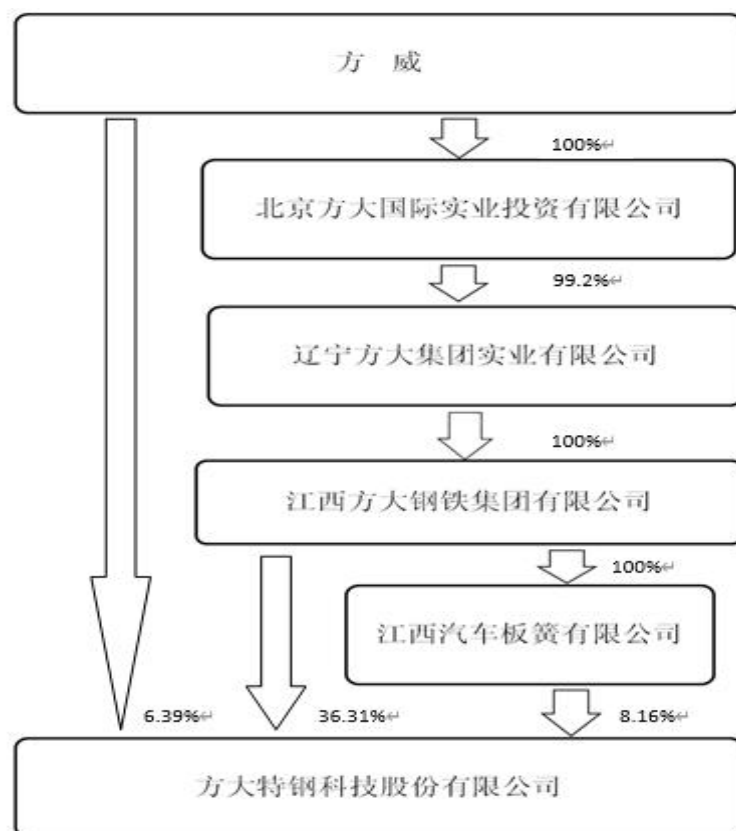 方 威
100%↵
北京方大国际实业投资有限公司
99.2%↵
辽宁方大集团实业有限公司
100%↵
江西方大钢铁集团有限公司
100%↵
江西汽车板簧有限公司
6.39%↵ 36.31%↵ 8.16%↵
方大特钢科技股份有限公司